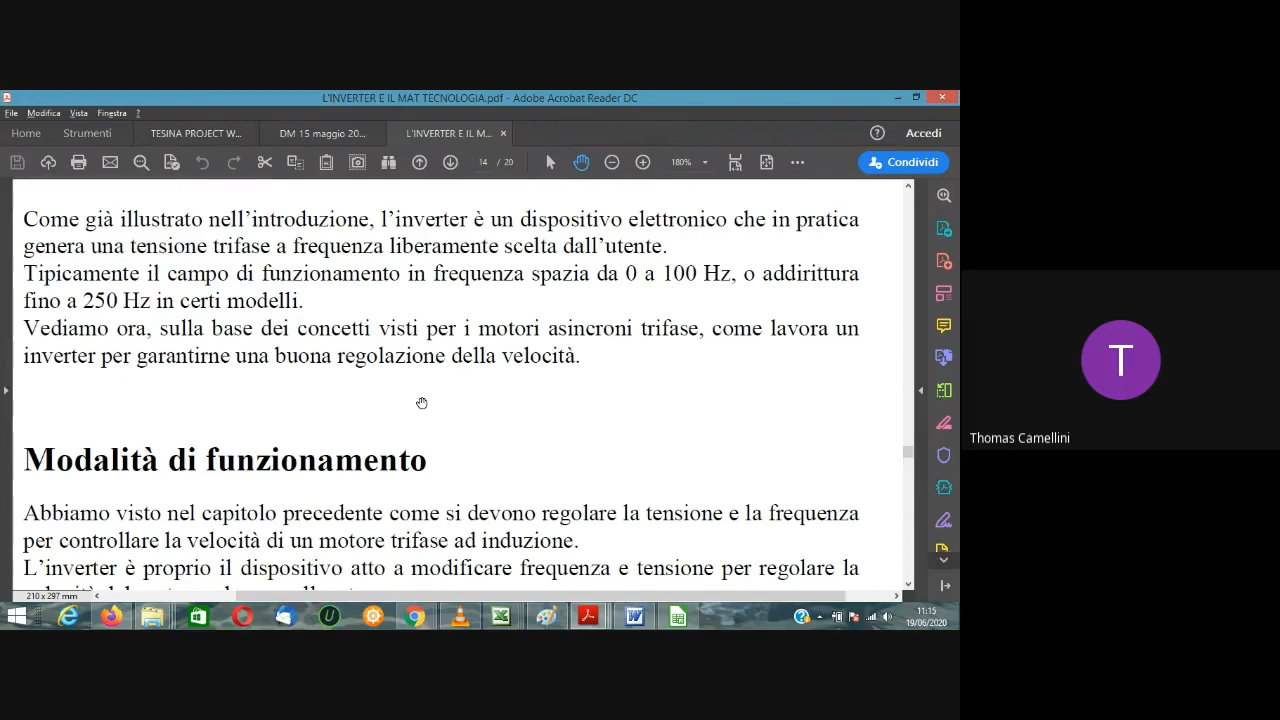 L'INVERTER E IL MAT TECNOLOGIA.pdf - Adobe Acrobat Reader DC
File Modifica Vista Finestra ?
Home Strumenti TESINA PROJECT W... DM 15 maggio 20... L'INVERTER E IL M... × Accedi
14 / 20 180% Condividi
Come già illustrato nell'introduzione, l'inverter è un dispositivo elettronico che in pratica
genera una tensione trifase a frequenza liberamente scelta dall'utente.
Tipicamente il campo di funzionamento in frequenza spazia da 0 a 100 Hz, o addirittura
fino a 250 Hz in certi modelli.
Vediamo ora, sulla base dei concetti visti per i motori asincroni trifase, come lavora un
inverter per garantirne una buona regolazione della velocità.
Modalità di funzionamento
Abbiamo visto nel capitolo precedente come si devono regolare la tensione e la frequenza
per controllare la velocità di un motore trifase ad induzione.
L'inverter è proprio il dispositivo atto a modificare frequenza e tensione per regolare la
210 x 297 mm
11:15
19/06/2020
T
Thomas Camellini